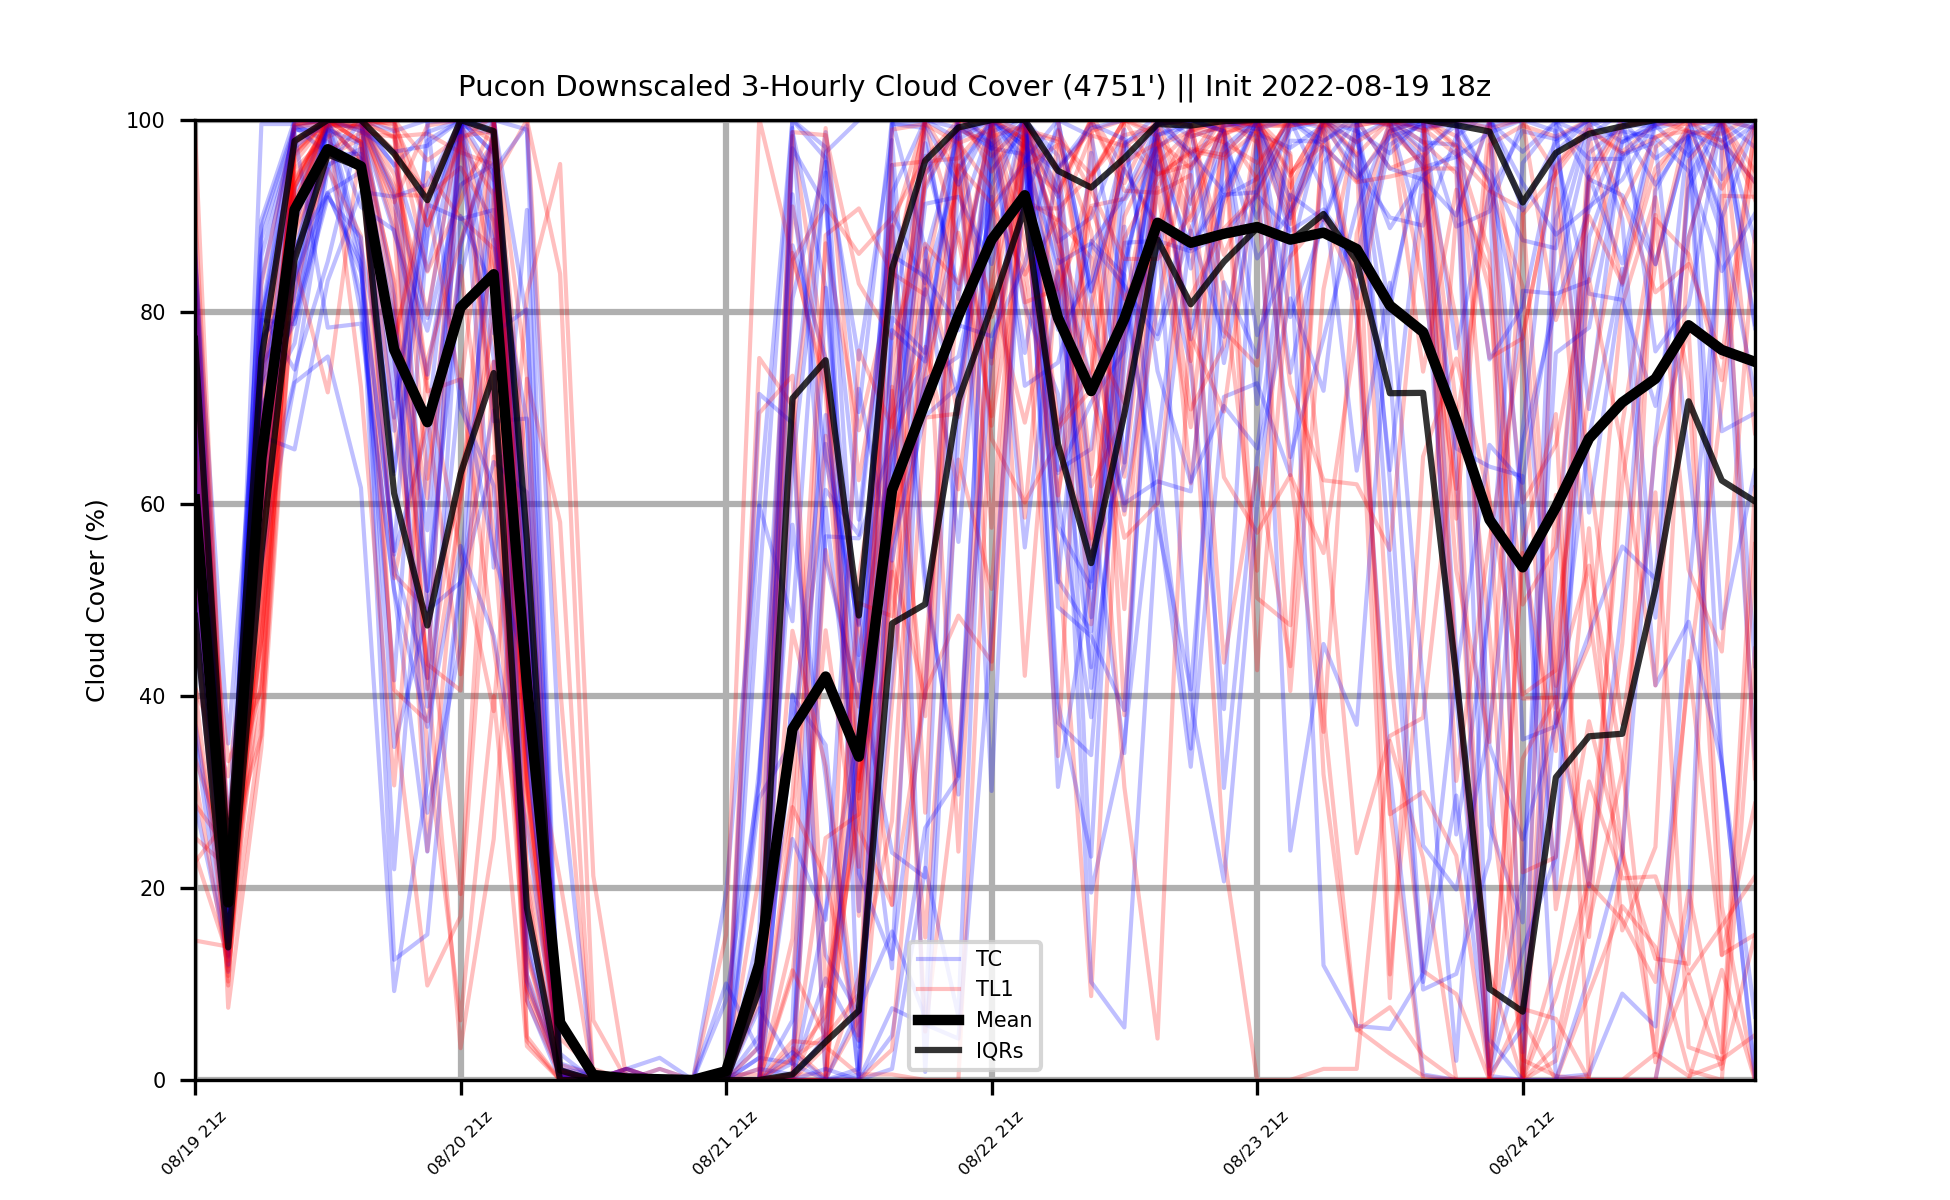 Pucon Downscaled 3-Hourly Cloud Cover (4751') || Init 2022-08-19 18z
Cloud Cover (%)
100
80
60
40
20
0
TC
TL1
Mean
IQRs
08/19 21z
08/20 21z
08/21 21z
08/22 21z
08/23 21z
08/24 21z